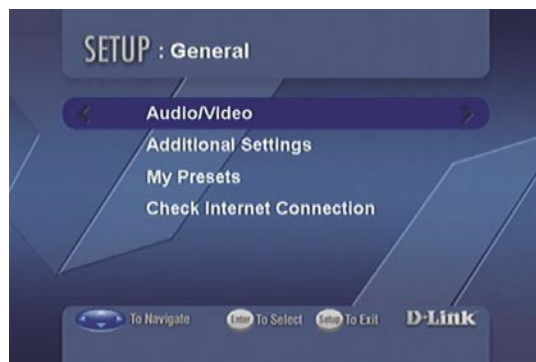 SETUP : General
Audio/Video
Additional Settings
My Presets
Check Internet Connection
To Navigate Enter To Select Setup To Exit D-Link